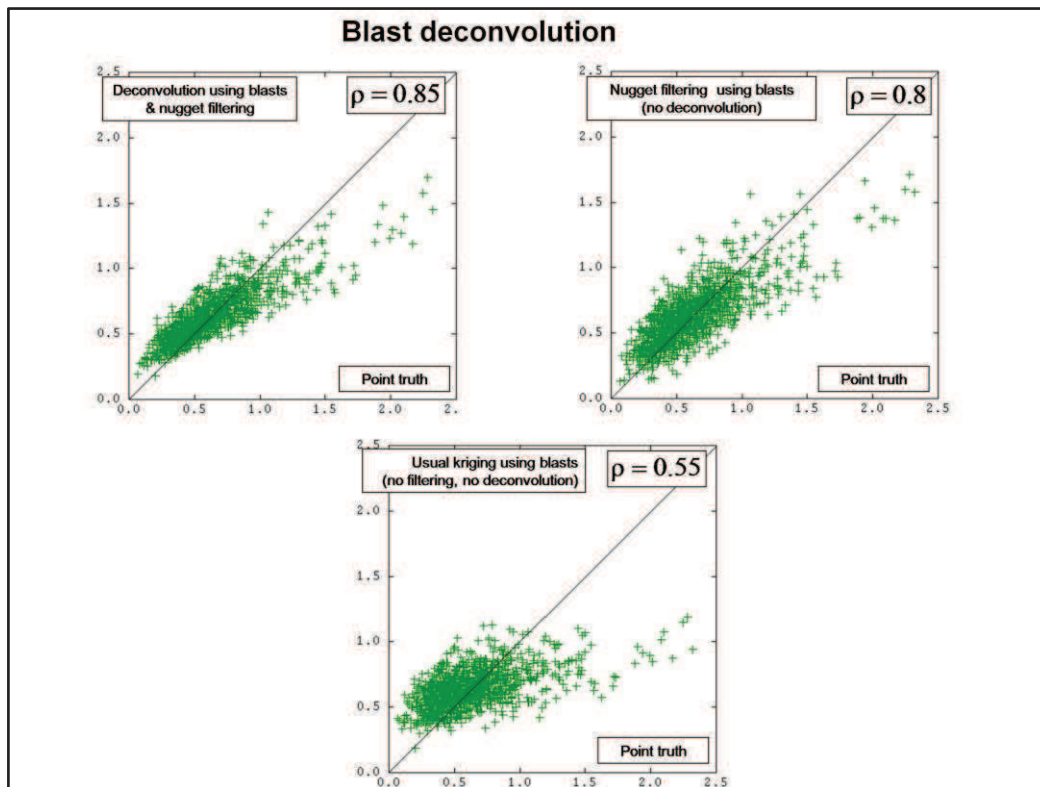 Blast deconvolution
2.5
Deconvolution using blasts
& nugget filtering
ρ = 0.85
2.0
1.5
1.0
0.5
0.0
0.0 0.5 1.0 1.5 2.0 2.5
Point truth
2.5
Nugget filtering using blasts
(no deconvolution)
ρ = 0.8
2.0
1.5
1.0
0.5
0.0
0.0 0.5 1.0 1.5 2.0 2.5
Point truth
2.5
Usual kriging using blasts
(no filtering, no deconvolution)
ρ = 0.55
2.0
1.5
1.0
0.5
0.0
0.0 0.5 1.0 1.5 2.0 2.5
Point truth